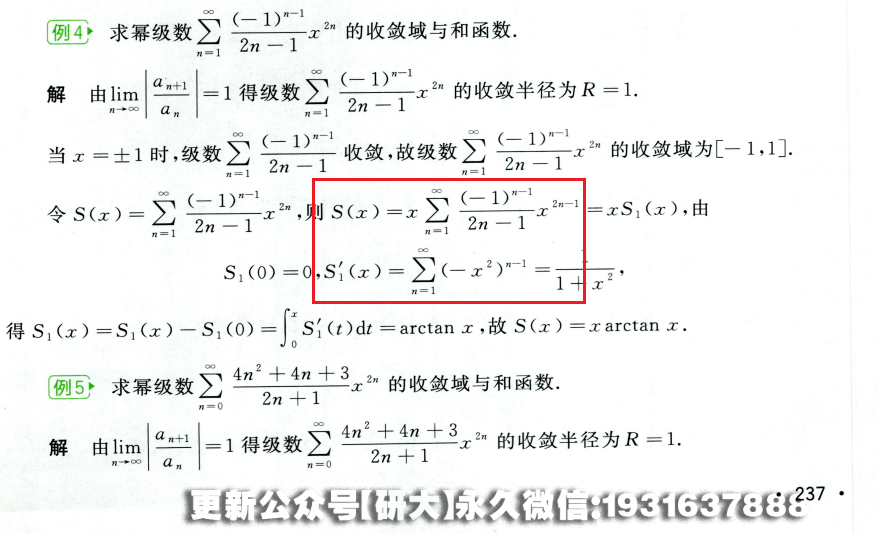 例4 求幂级数 $\sum_{n=1}^{\infty}\frac{(-1)^{n-1}}{2n-1}x^{2n}$ 的收敛域与和函数.
解 由 $\lim_{n\to\infty}\left|\frac{a_{n+1}}{a_n}\right|=1$ 得级数 $\sum_{n=1}^{\infty}\frac{(-1)^{n-1}}{2n-1}x^{2n}$ 的收敛半径为 R = 1.
当 x = ±1 时,级数 $\sum_{n=1}^{\infty}\frac{(-1)^{n-1}}{2n-1}$ 收敛,故级数 $\sum_{n=1}^{\infty}\frac{(-1)^{n-1}}{2n-1}x^{2n}$ 的收敛域为[-1,1].
令 $S(x)=\sum_{n=1}^{\infty}\frac{(-1)^{n-1}}{2n-1}x^{2n}$,则 $S(x)=x\sum_{n=1}^{\infty}\frac{(-1)^{n-1}}{2n-1}x^{2n-1}=xS_1(x)$,由
$S_1(0)=0,S_1'(x)=\sum_{n=1}^{\infty}(-x^2)^{n-1}=\frac{1}{1+x^2}$,
得 $S_1(x)=S_1(x)-S_1(0)=\int_0^x S_1'(t)dt=\arctan x$,故 $S(x)=x\arctan x$.
例5 求幂级数 $\sum_{n=0}^{\infty}\frac{4n^2+4n+3}{2n+1}x^{2n}$ 的收敛域与和函数.
解 由 $\lim_{n\to\infty}\left|\frac{a_{n+1}}{a_n}\right|=1$ 得级数 $\sum_{n=0}^{\infty}\frac{4n^2+4n+3}{2n+1}x^{2n}$ 的收敛半径为 R = 1.
· 237 ·
更新公众号【研大】永久微信:1931637888